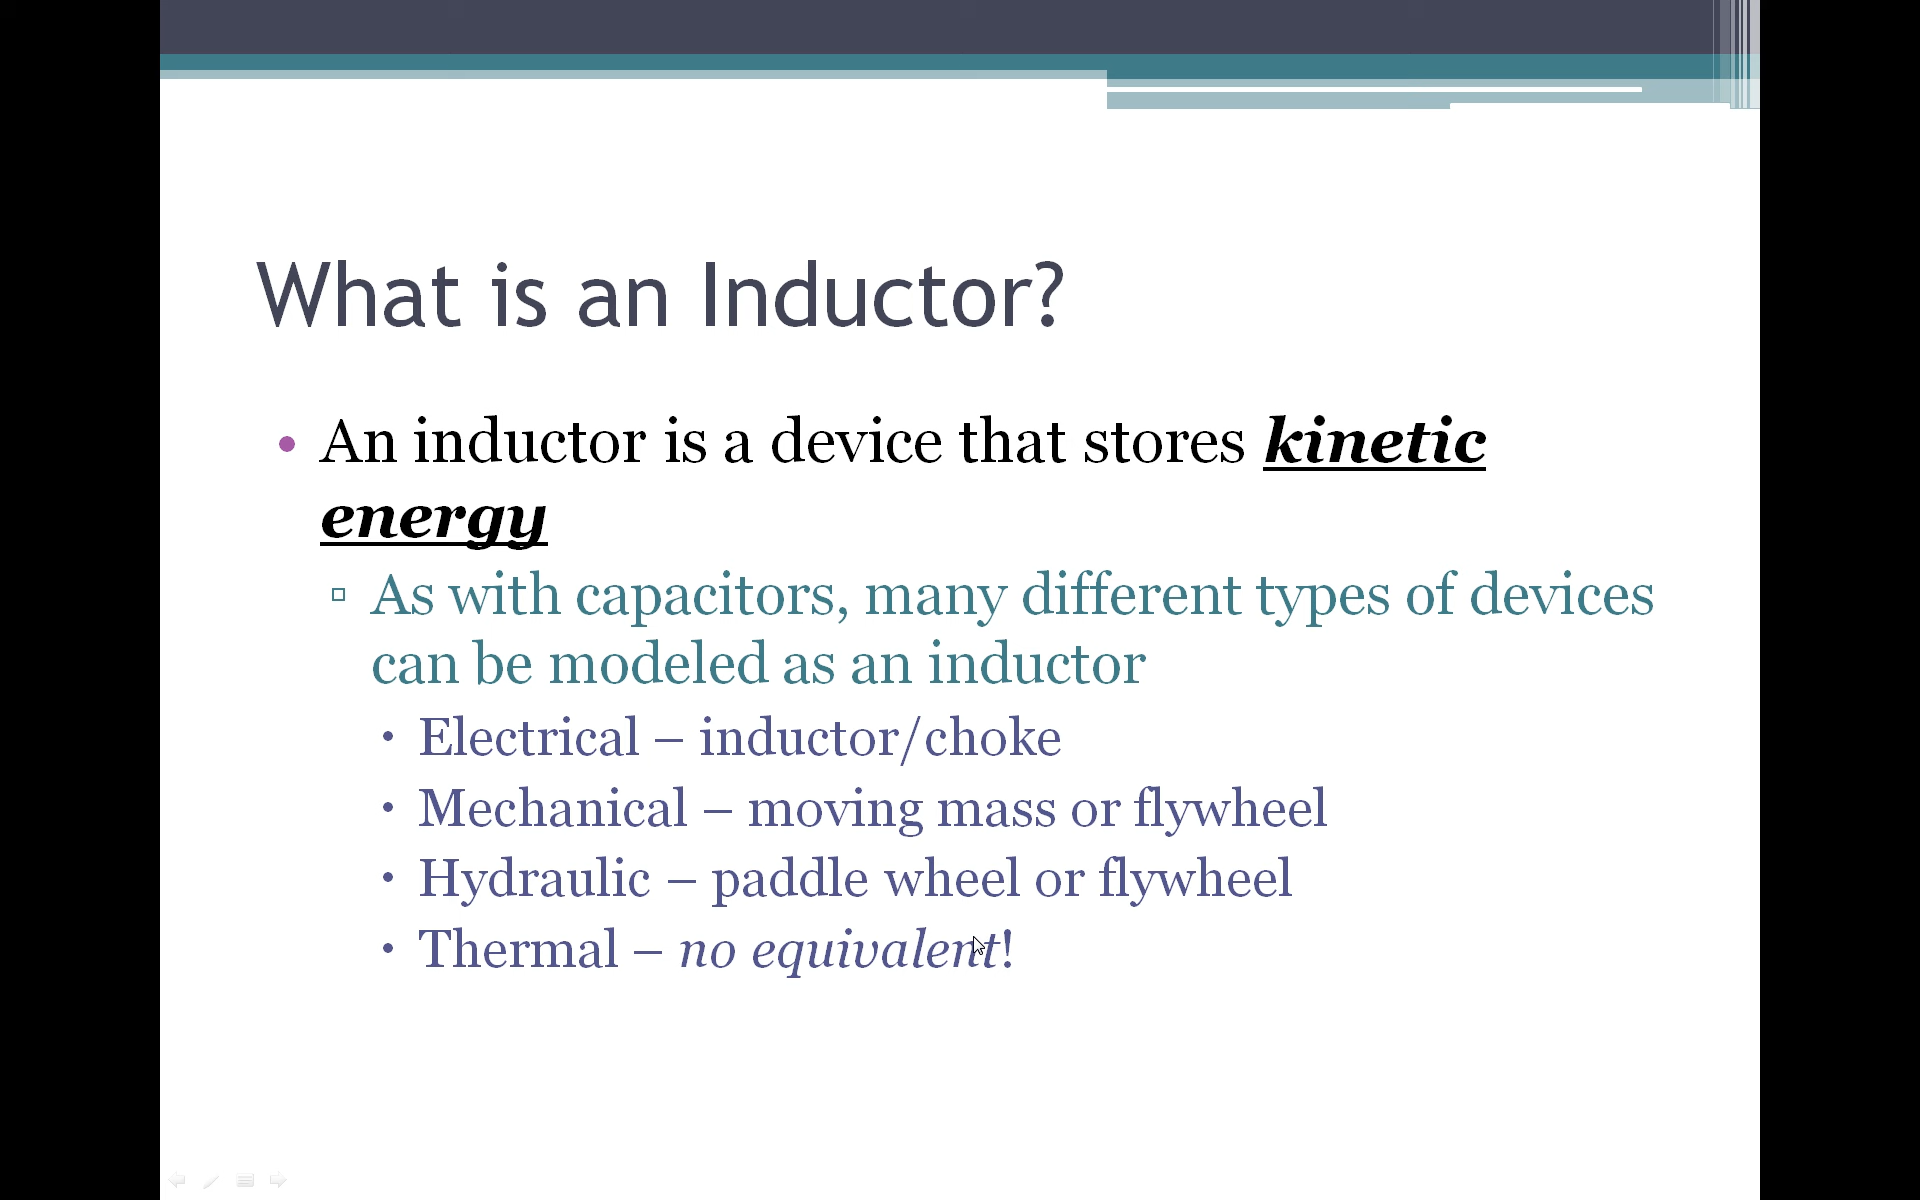 What is an Inductor?
• An inductor is a device that stores kinetic
energy
▫ As with capacitors, many different types of devices
can be modeled as an inductor
• Electrical – inductor/choke
• Mechanical – moving mass or flywheel
• Hydraulic – paddle wheel or flywheel
• Thermal – no equivalent!